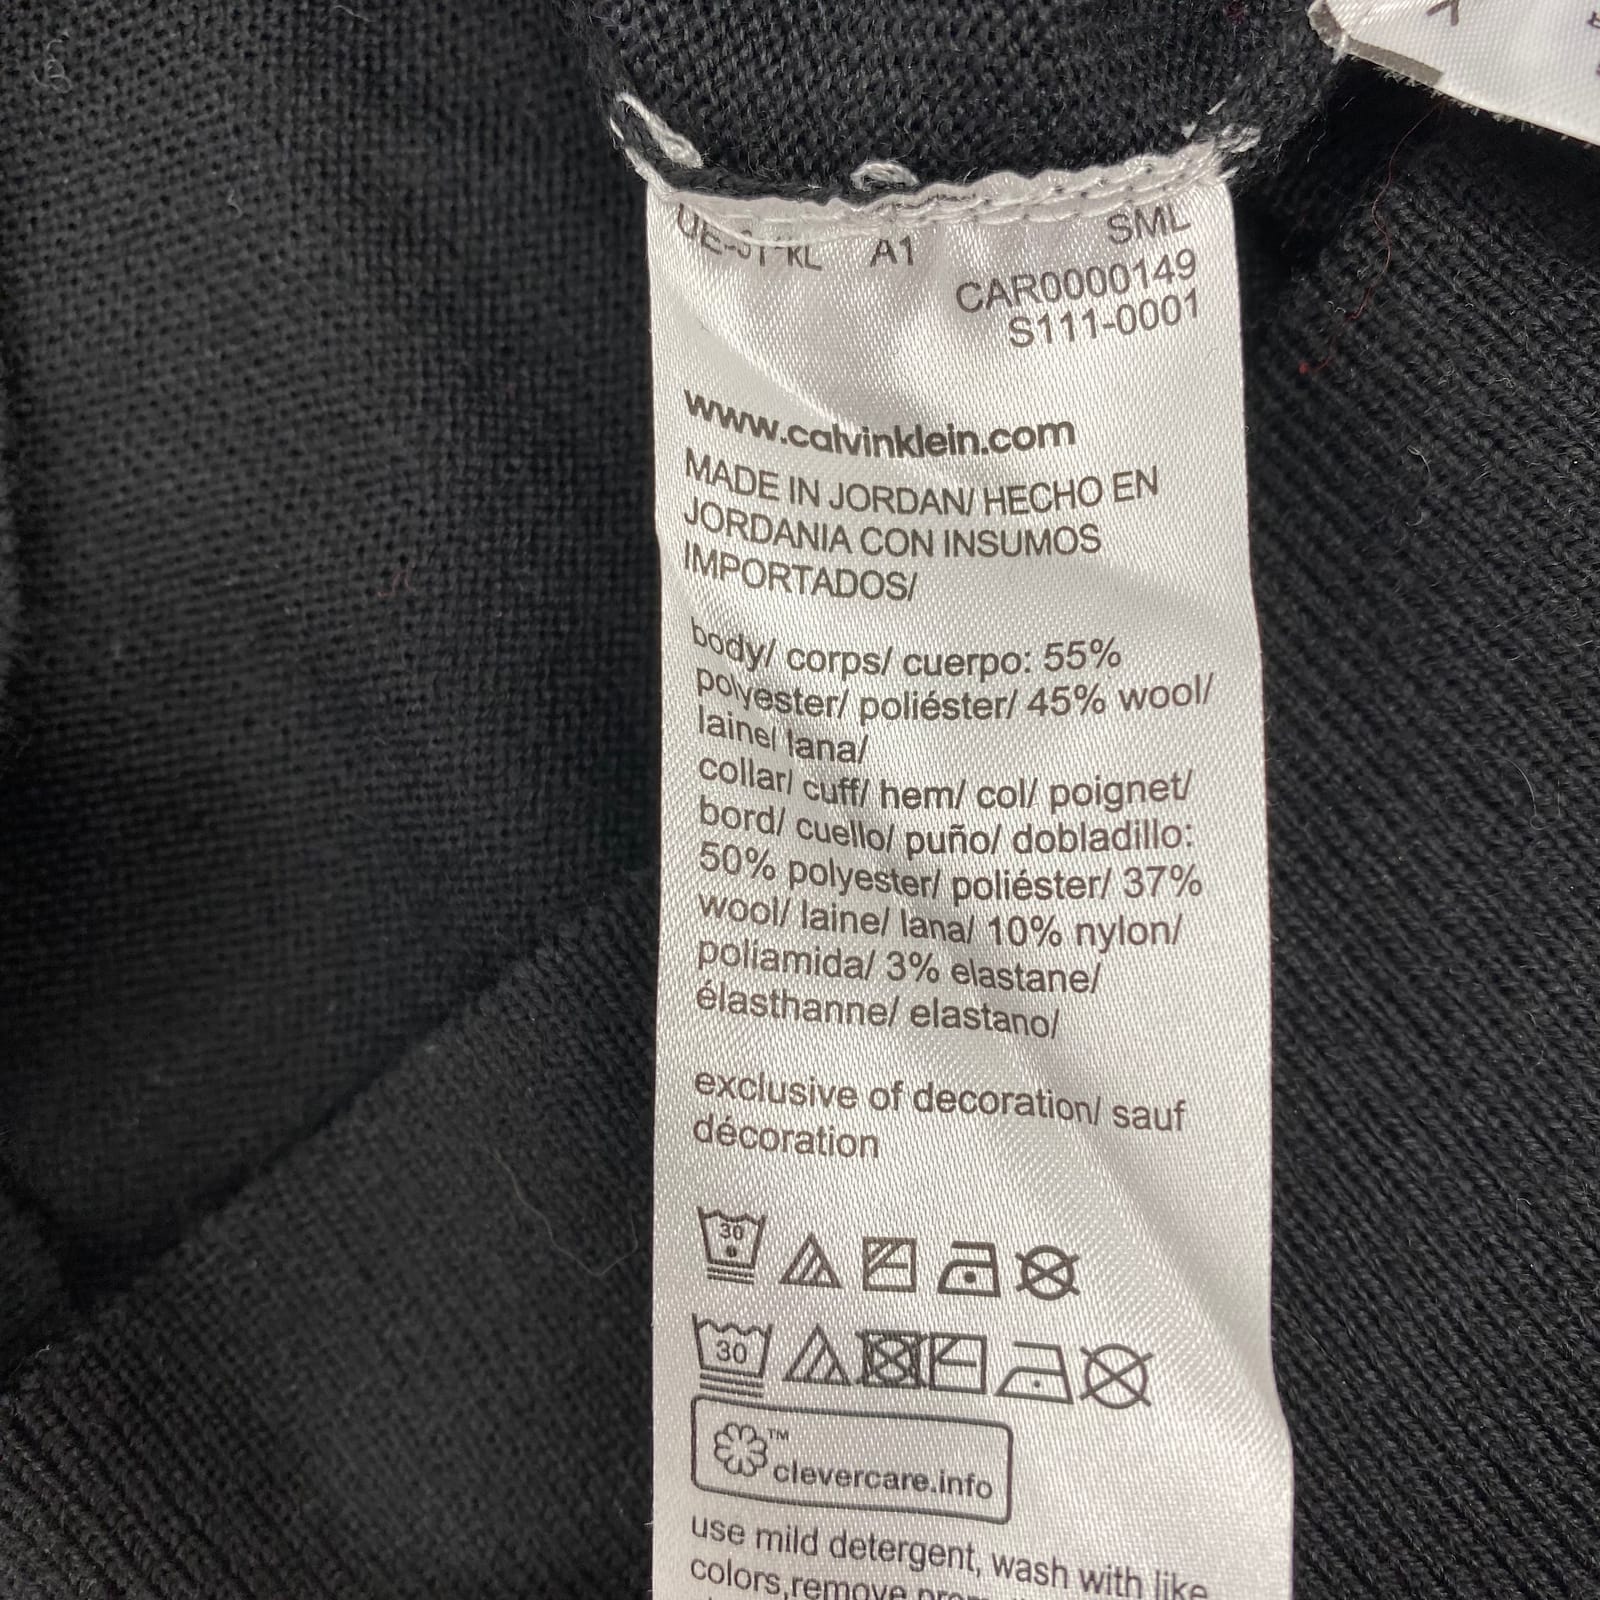 A1
SML
CAR0000149
S111-0001
www.calvinklein.com
MADE IN JORDAN/ HECHO EN
JORDANIA CON INSUMOS
IMPORTADOS/
body/ corps/ cuerpo: 55%
polyester/ poliéster/ 45% wool/
laine/ lana/
collar/ cuff/ hem/ col/ poignet/
bord/ cuello/ puño/ dobladillo:
50% polyester/ poliéster/ 37%
wool/ laine/ lana/ 10% nylon/
poliamida/ 3% elastane/
élasthanne/ elastano/
exclusive of decoration/ sauf
décoration
30
30
™
clevercare.info
use mild detergent, wash with like
colors,remove